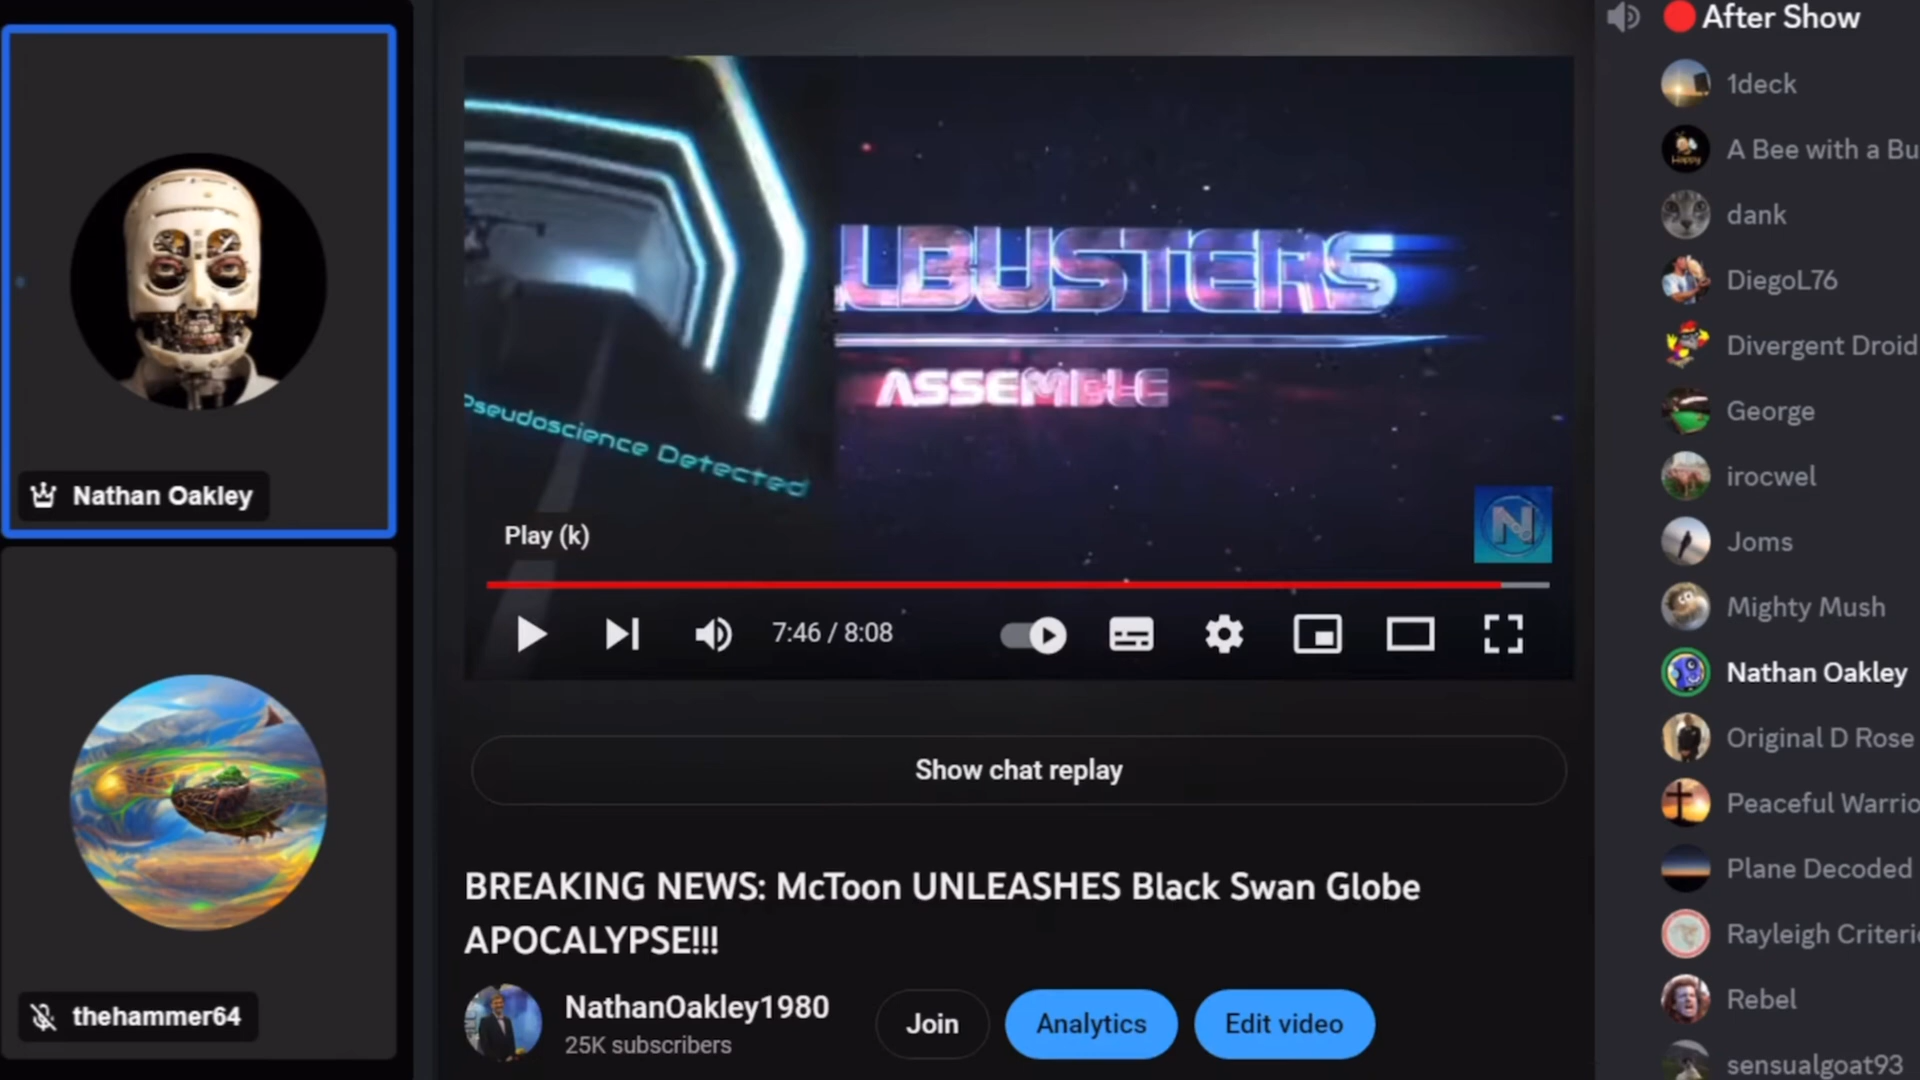 Nathan Oakley
thehammer64
LBUSTERS
ASSEMBLE
Pseudoscience Detected
N
Play (k)
7:46 / 8:08
Show chat replay
BREAKING NEWS: McToon UNLEASHES Black Swan Globe
APOCALYPSE!!!
NathanOakley1980
25K subscribers
Join
Analytics
Edit video
After Show
1deck
A Bee with a Bu
Happy
dank
DiegoL76
Divergent Droid
George
irocwel
Joms
Mighty Mush
Nathan Oakley
Original D Rose
Peaceful Warrio
Plane Decoded
Rayleigh Criteri
Rebel
sensualgoat93